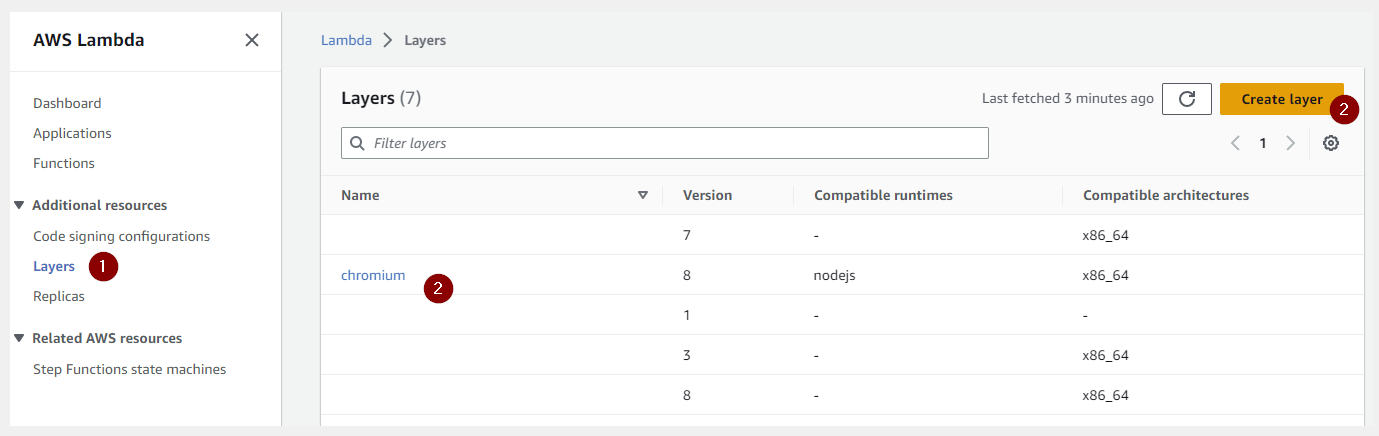 AWS Lambda
Dashboard
Applications
Functions
Additional resources
Code signing configurations
Layers 1
Replicas
Related AWS resources
Step Functions state machines
Lambda > Layers
Layers (7)
Last fetched 3 minutes ago
Create layer 2
Filter layers
1
Name Version Compatible runtimes Compatible architectures
7 - x86_64
chromium 2 8 nodejs x86_64
1 - -
3 - x86_64
8 - x86_64